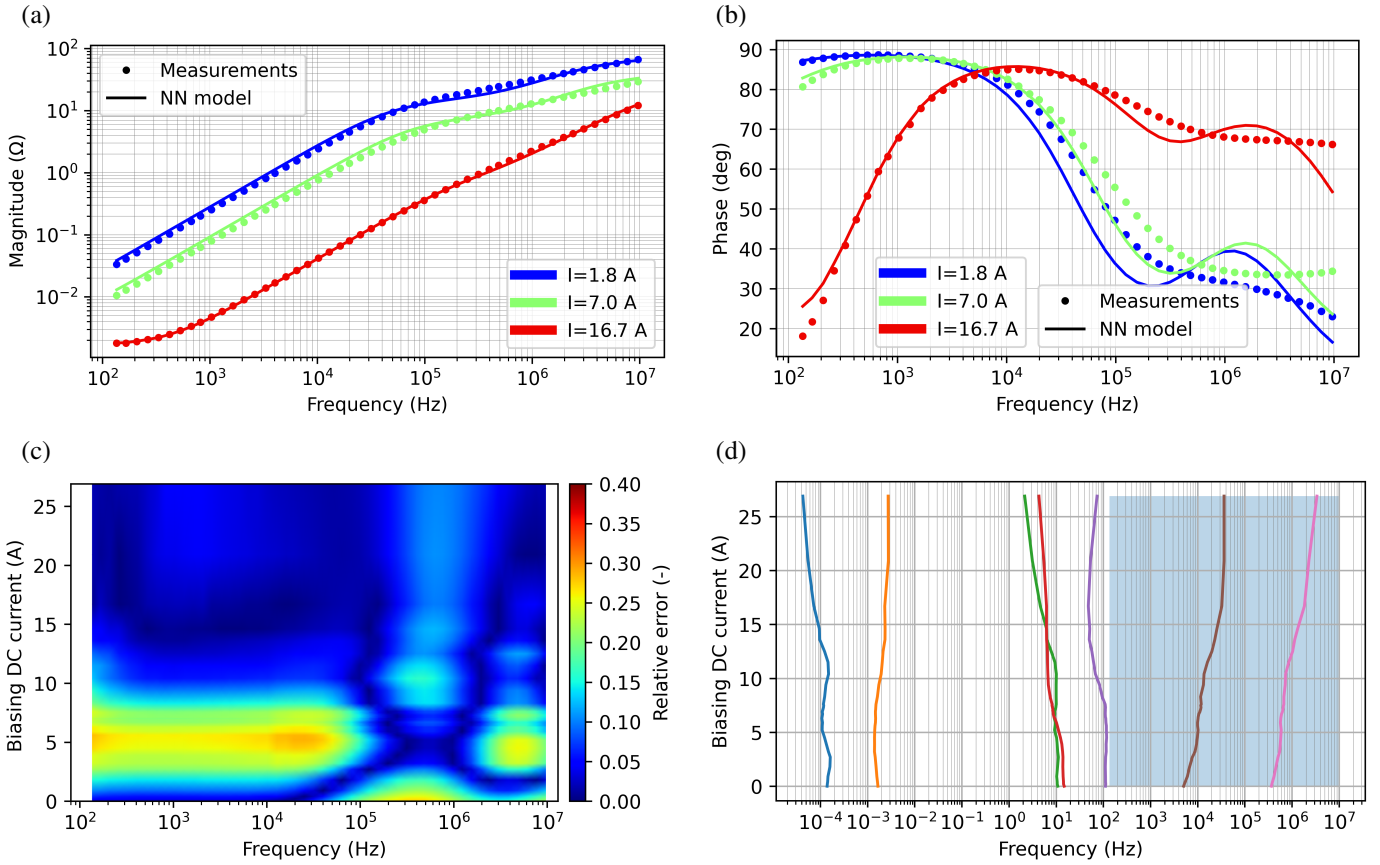 (a)
10²
10¹
10⁰
10⁻¹
10⁻²
Magnitude (Ω)
Measurements
NN model
I=1.8 A
I=7.0 A
I=16.7 A
10² 10³ 10⁴ 10⁵ 10⁶ 10⁷
Frequency (Hz)
(b)
90
80
70
60
50
40
30
20
Phase (deg)
I=1.8 A
I=7.0 A
I=16.7 A
Measurements
NN model
10² 10³ 10⁴ 10⁵ 10⁶ 10⁷
Frequency (Hz)
(c)
25
20
15
10
5
0
Biasing DC current (A)
10² 10³ 10⁴ 10⁵ 10⁶ 10⁷
Frequency (Hz)
0.40
0.35
0.30
0.25
0.20
0.15
0.10
0.05
0.00
Relative error (-)
(d)
25
20
15
10
5
0
Biasing DC current (A)
10⁻⁴ 10⁻³ 10⁻² 10⁻¹ 10⁰ 10¹ 10² 10³ 10⁴ 10⁵ 10⁶ 10⁷
Frequency (Hz)